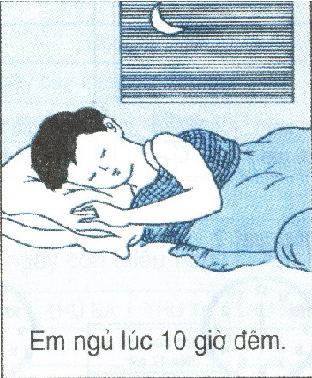 Em ngủ lúc 10 giờ đêm.